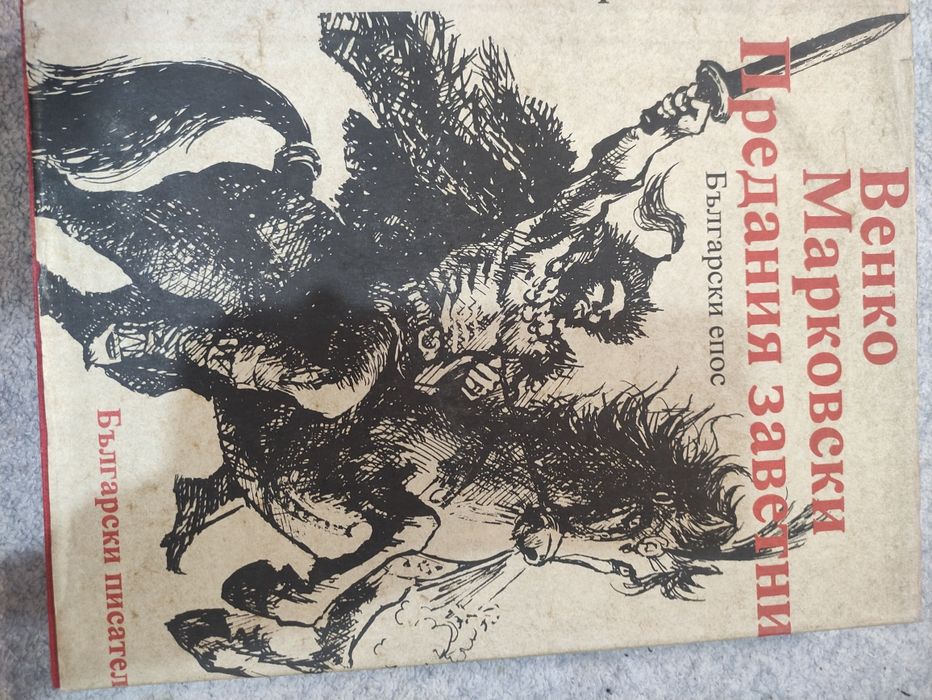 Венко
Марковски
Предания заветни
Български епос
Български писател